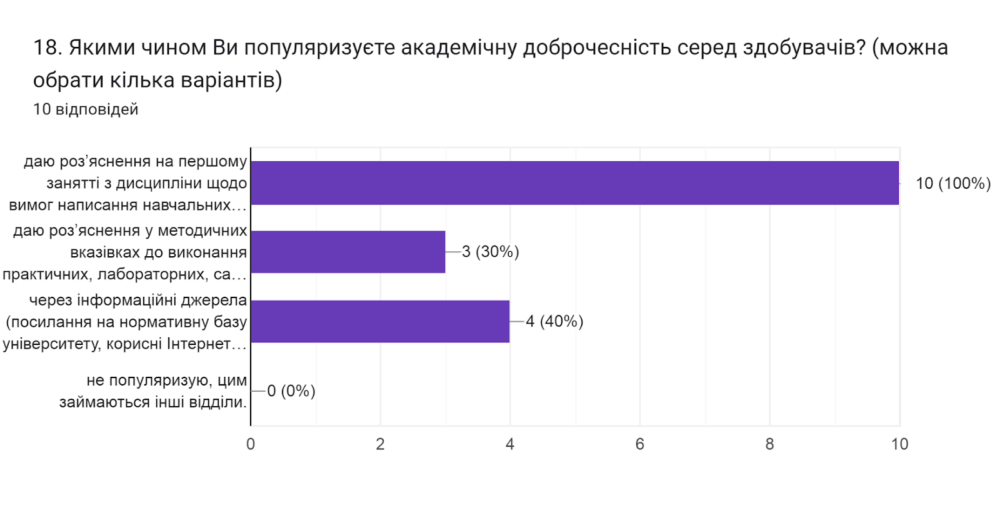 18. Якими чином Ви популяризуєте академічну доброчесність серед здобувачів? (можна
обрати кілька варіантів)
10 відповідей
даю роз’яснення на першому
занятті з дисципліни щодо
вимог написання навчальних…
10 (100%)
даю роз’яснення у методичних
вказівках до виконання
практичних, лабораторних, са…
3 (30%)
через інформаційні джерела
(посилання на нормативну базу
університету, корисні Інтернет…
4 (40%)
не популяризую, цим
займаються інші відділи.
0 (0%)
0 2 4 6 8 10